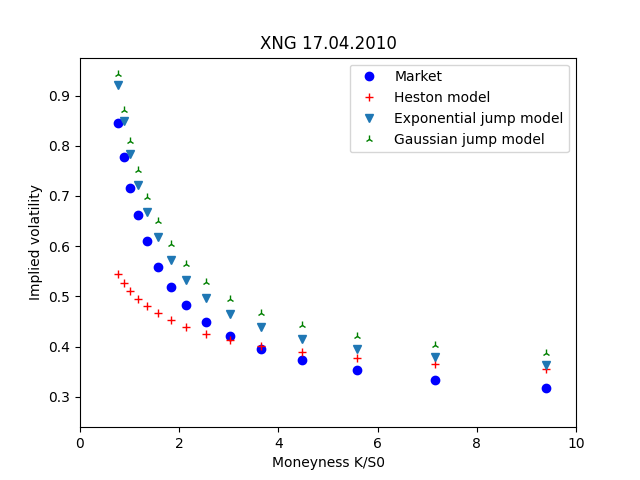 XNG 17.04.2010
Market
Heston model
Exponential jump model
Gaussian jump model
Implied volatility
0.9
0.8
0.7
0.6
0.5
0.4
0.3
0 2 4 6 8 10
Moneyness K/S0